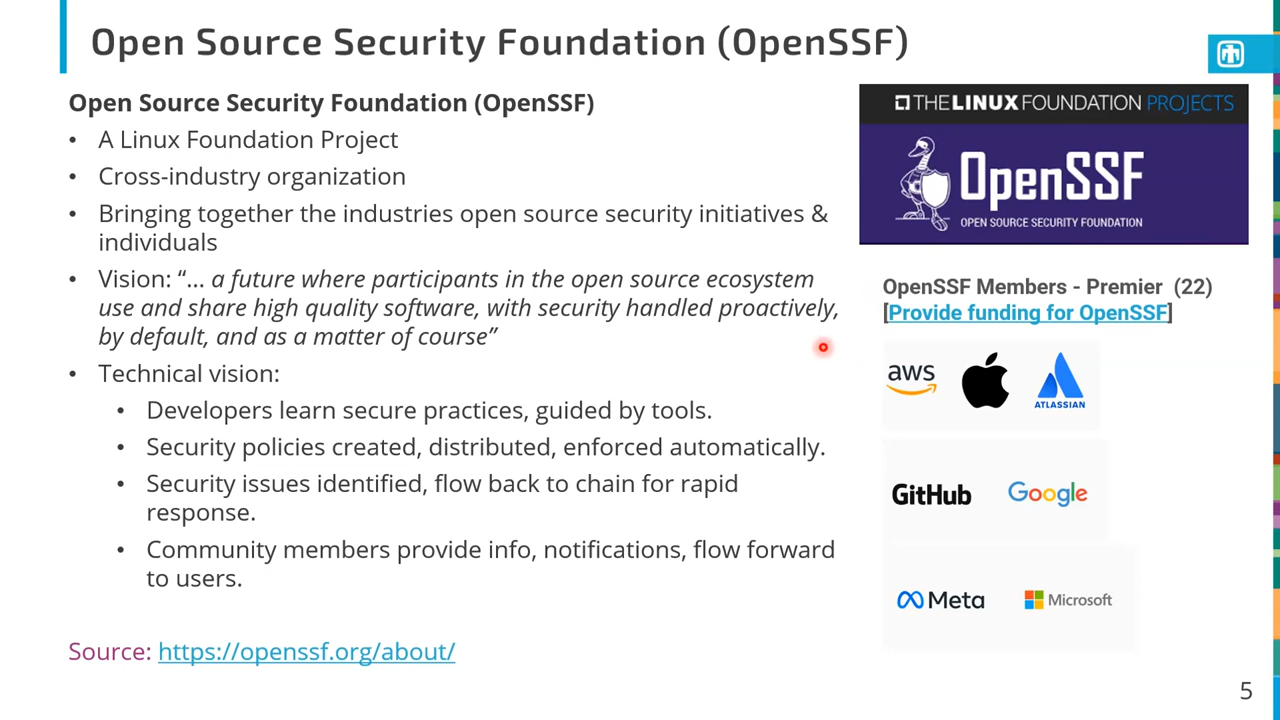 Open Source Security Foundation (OpenSSF)
Open Source Security Foundation (OpenSSF)
• A Linux Foundation Project
• Cross-industry organization
• Bringing together the industries open source security initiatives &
individuals
• Vision: “… a future where participants in the open source ecosystem
use and share high quality software, with security handled proactively,
by default, and as a matter of course”
• Technical vision:
• Developers learn secure practices, guided by tools.
• Security policies created, distributed, enforced automatically.
• Security issues identified, flow back to chain for rapid
response.
• Community members provide info, notifications, flow forward
to users.
Source: https://openssf.org/about/
THE LINUX FOUNDATION PROJECTS
OpenSSF
OPEN SOURCE SECURITY FOUNDATION
OpenSSF Members - Premier (22)
[Provide funding for OpenSSF]
aws
ATLASSIAN
GitHub Google
Meta Microsoft
5